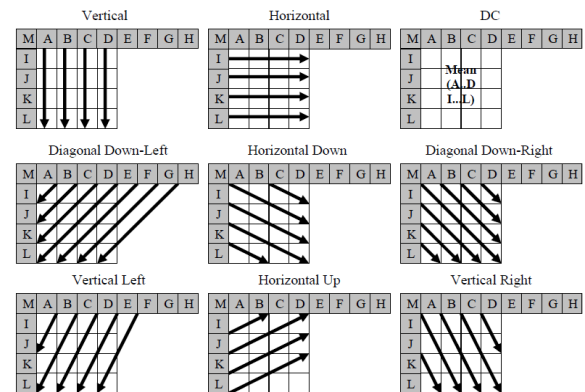 Vertical Horizontal DC
M A B C D E F G H M A B C D E F G H M A B C D E F G H
I I I
J J J Mean
K K K (A..D
L L L I...L)
Diagonal Down-Left Horizontal Down Diagonal Down-Right
M A B C D E F G H M A B C D E F G H M A B C D E F G H
I I I
J J J
K K K
L L L
Vertical Left Horizontal Up Vertical Right
M A B C D E F G H M A B C D E F G H M A B C D E F G H
I I I
J J J
K K K
L L L